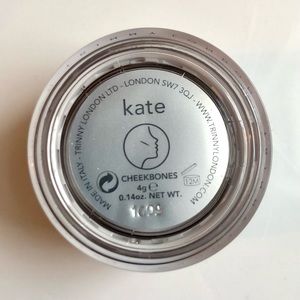 MADE IN ITALY - TRINNY LONDON LTD - LONDON SW7 3QJ - WWW.TRINNYLONDON.COM
kate
CHEEKBONES
12M
4g e
0.14oz. NET WT.